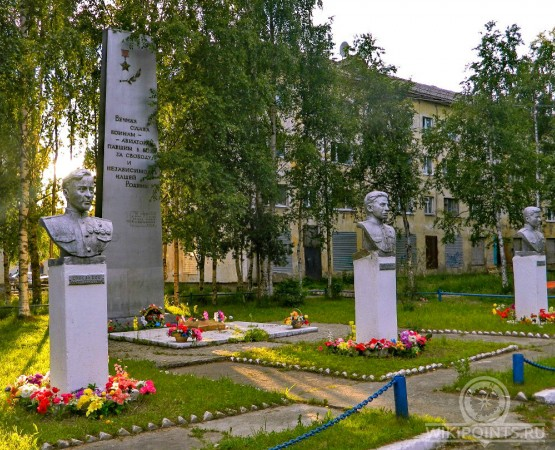 Вечная
слава
воинам –
– авиаторам
павшим в боях
за свободу
и
независимость
нашей
Родины
WIKIPOINTS.RU